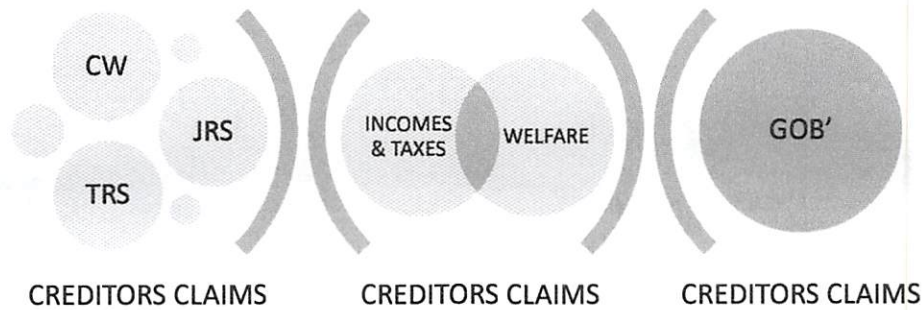 CW
JRS
TRS
INCOMES
& TAXES
WELFARE
GOB'
CREDITORS CLAIMS
CREDITORS CLAIMS
CREDITORS CLAIMS